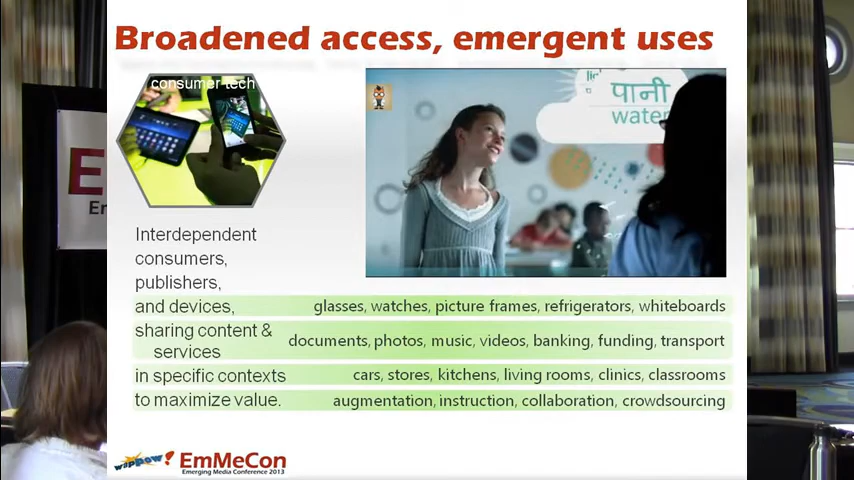 Broadened access, emergent uses
consumer tech
पानी
water
Interdependent
consumers,
publishers,
and devices,
glasses, watches, picture frames, refrigerators, whiteboards
sharing content &
services
documents, photos, music, videos, banking, funding, transport
in specific contexts
cars, stores, kitchens, living rooms, clinics, classrooms
to maximize value.
augmentation, instruction, collaboration, crowdsourcing
wappow!
EmMeCon
Emerging Media Conference 2013
E
En